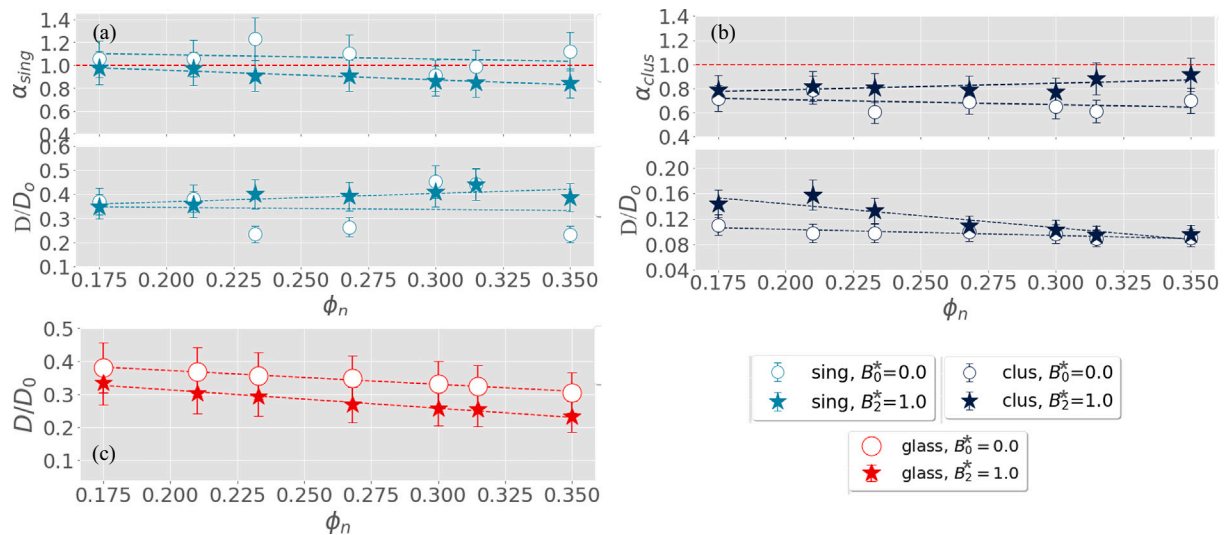 (a)
α_sing
1.4
1.2
1.0
0.8
0.6
0.4
D/D_o
0.6
0.5
0.4
0.3
0.2
0.1
0.175 0.200 0.225 0.250 0.275 0.300 0.325 0.350
ϕ_n
(b)
α_clus
1.4
1.2
1.0
0.8
0.6
0.4
D/D_o
0.20
0.16
0.12
0.08
0.04
0.175 0.200 0.225 0.250 0.275 0.300 0.325 0.350
ϕ_n
D/D_0
0.5
0.4
0.3
0.2
0.1
(c)
0.175 0.200 0.225 0.250 0.275 0.300 0.325 0.350
ϕ_n
sing, B_0^*=0.0
sing, B_2^*=1.0
clus, B_0^*=0.0
clus, B_2^*=1.0
glass, B_0^*=0.0
glass, B_2^*=1.0